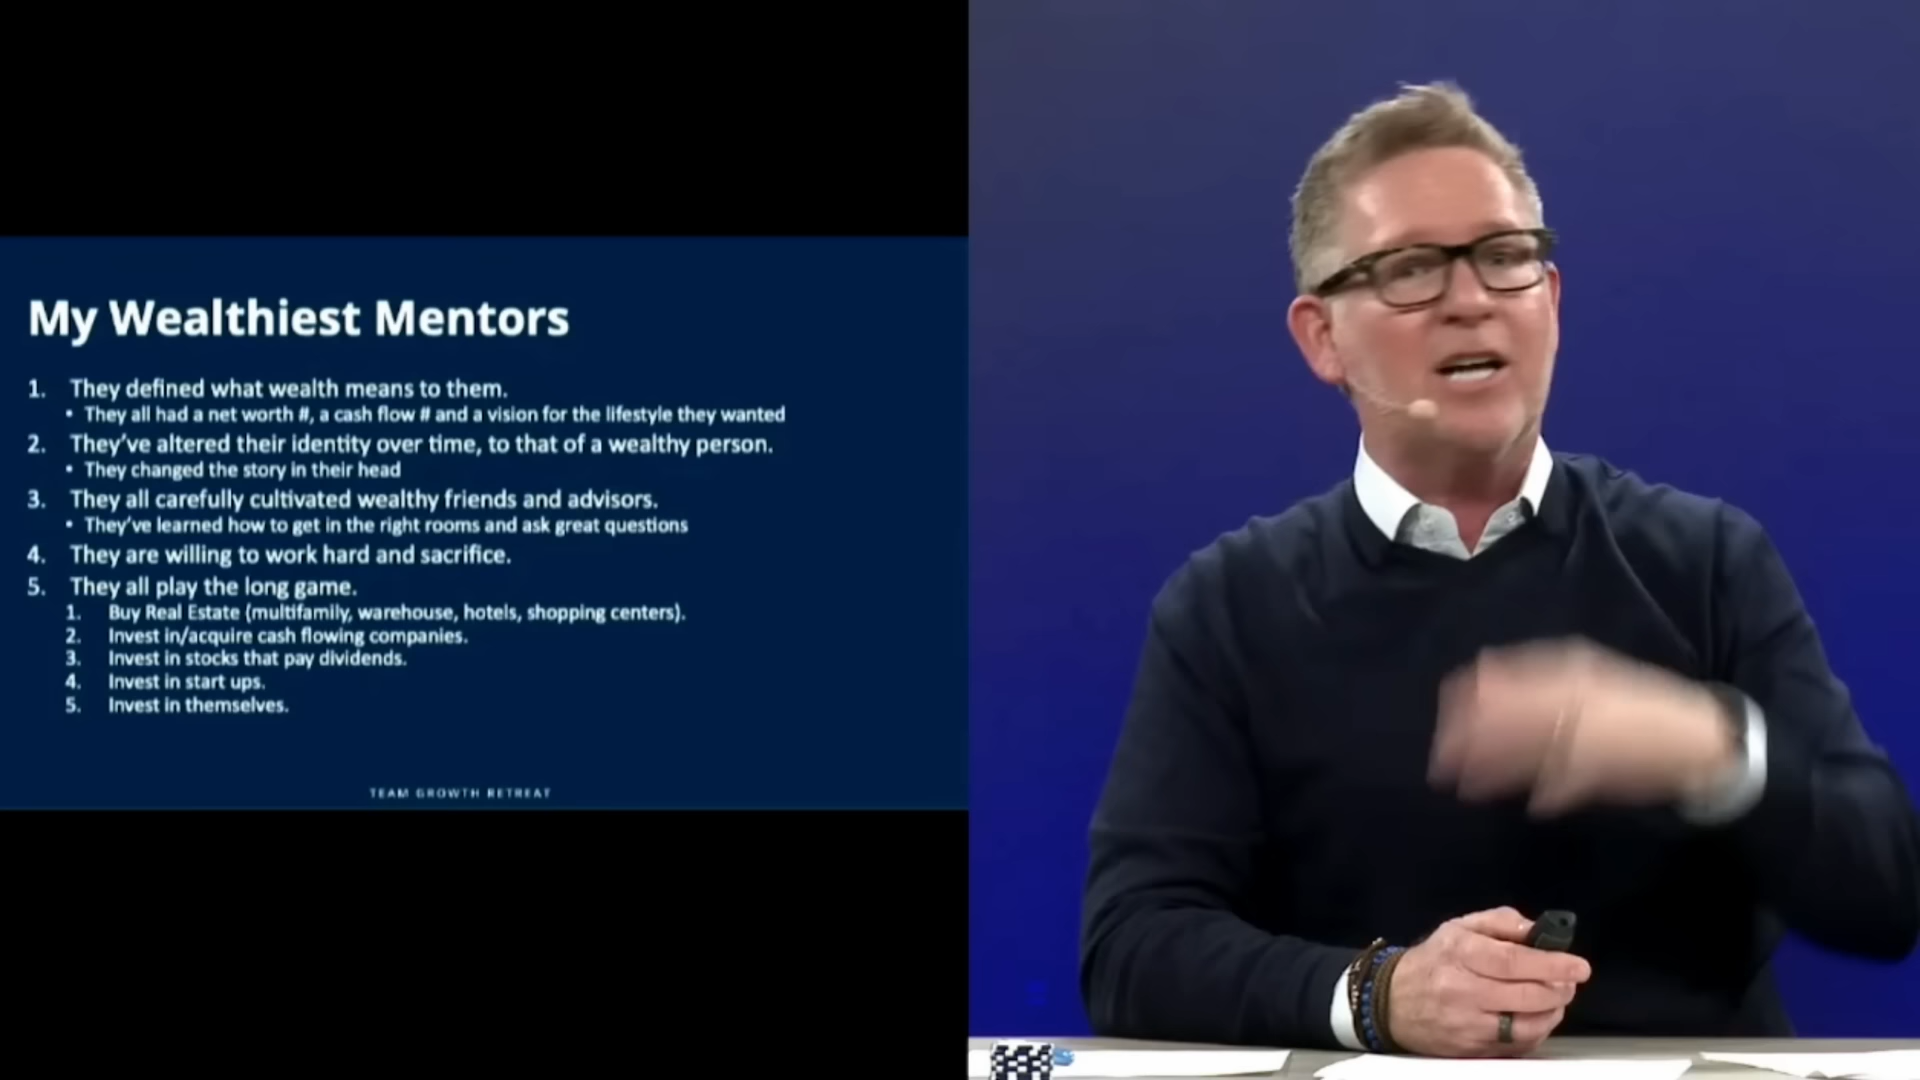 My Wealthiest Mentors
1. They defined what wealth means to them.
• They all had a net worth #, a cash flow # and a vision for the lifestyle they wanted
2. They've altered their identity over time, to that of a wealthy person.
• They changed the story in their head
3. They all carefully cultivated wealthy friends and advisors.
• They've learned how to get in the right rooms and ask great questions
4. They are willing to work hard and sacrifice.
5. They all play the long game.
1. Buy Real Estate (multifamily, warehouse, hotels, shopping centers).
2. Invest in/acquire cash flowing companies.
3. Invest in stocks that pay dividends.
4. Invest in start ups.
5. Invest in themselves.
TEAM GROWTH RETREAT